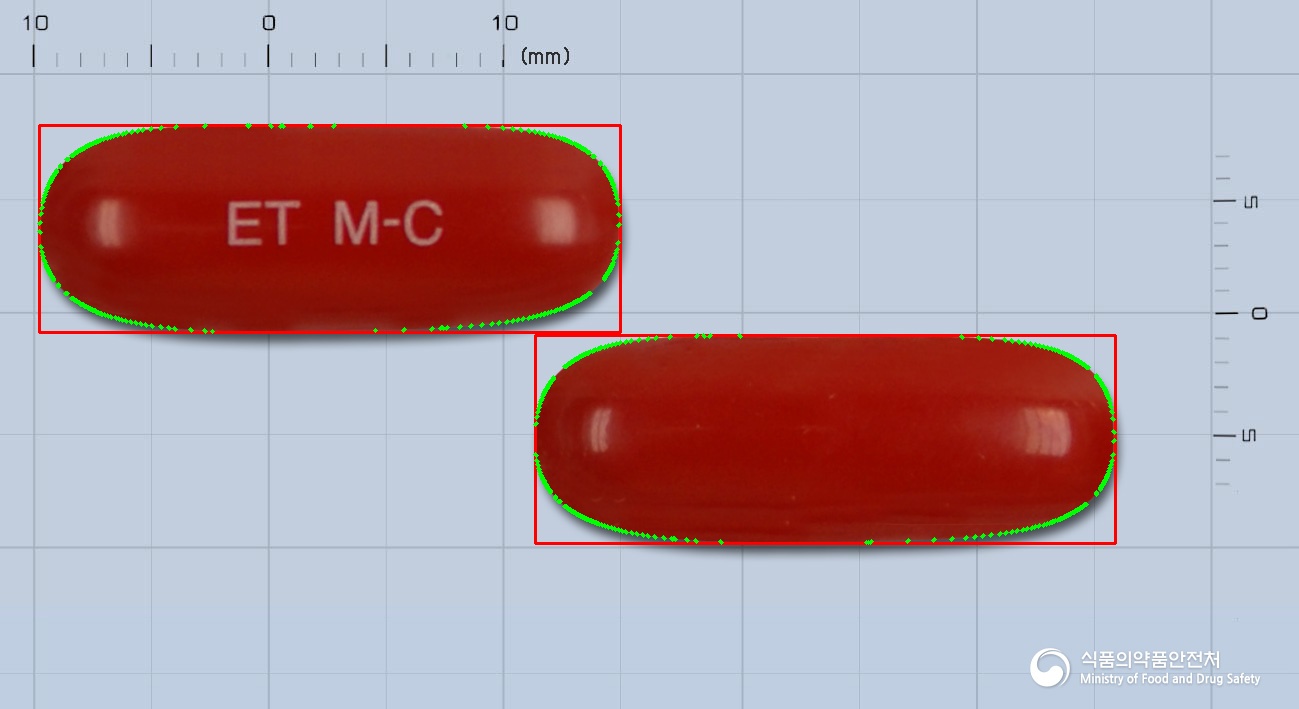 10 0 10
(mm)
ET M-C
5
0
5
식품의약품안전처
Ministry of Food and Drug Safety